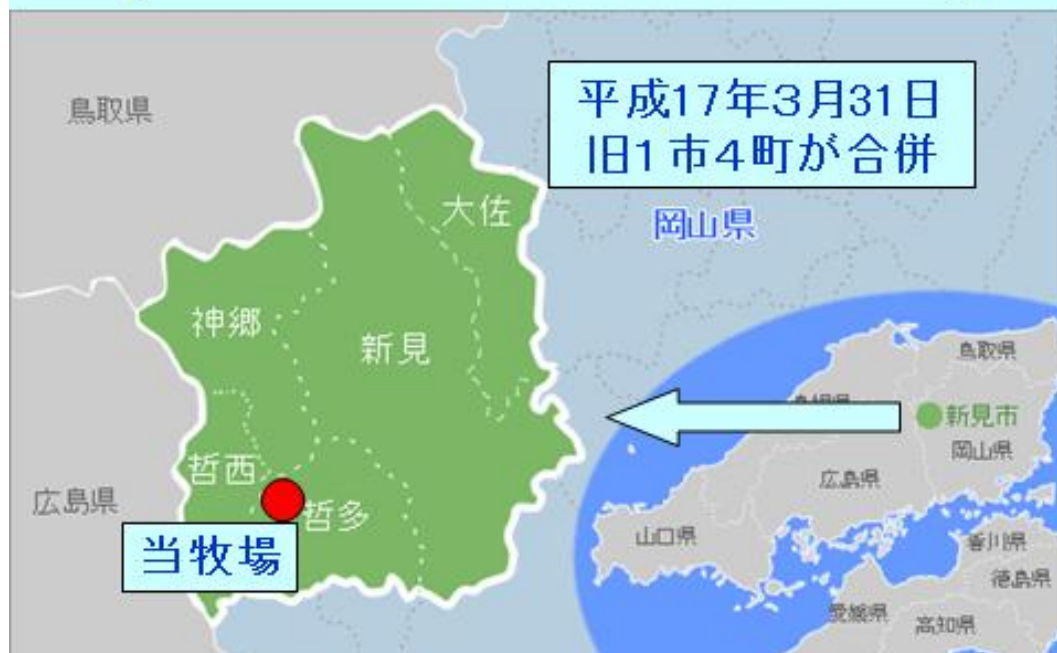 平成17年3月31日
旧1市4町が合併
鳥取県
岡山県
大佐
神郷
新見
哲西
哲多
広島県
当牧場
鳥取県
新見市
岡山県
広島県
山口県
香川県
徳島県
愛媛県
高知県